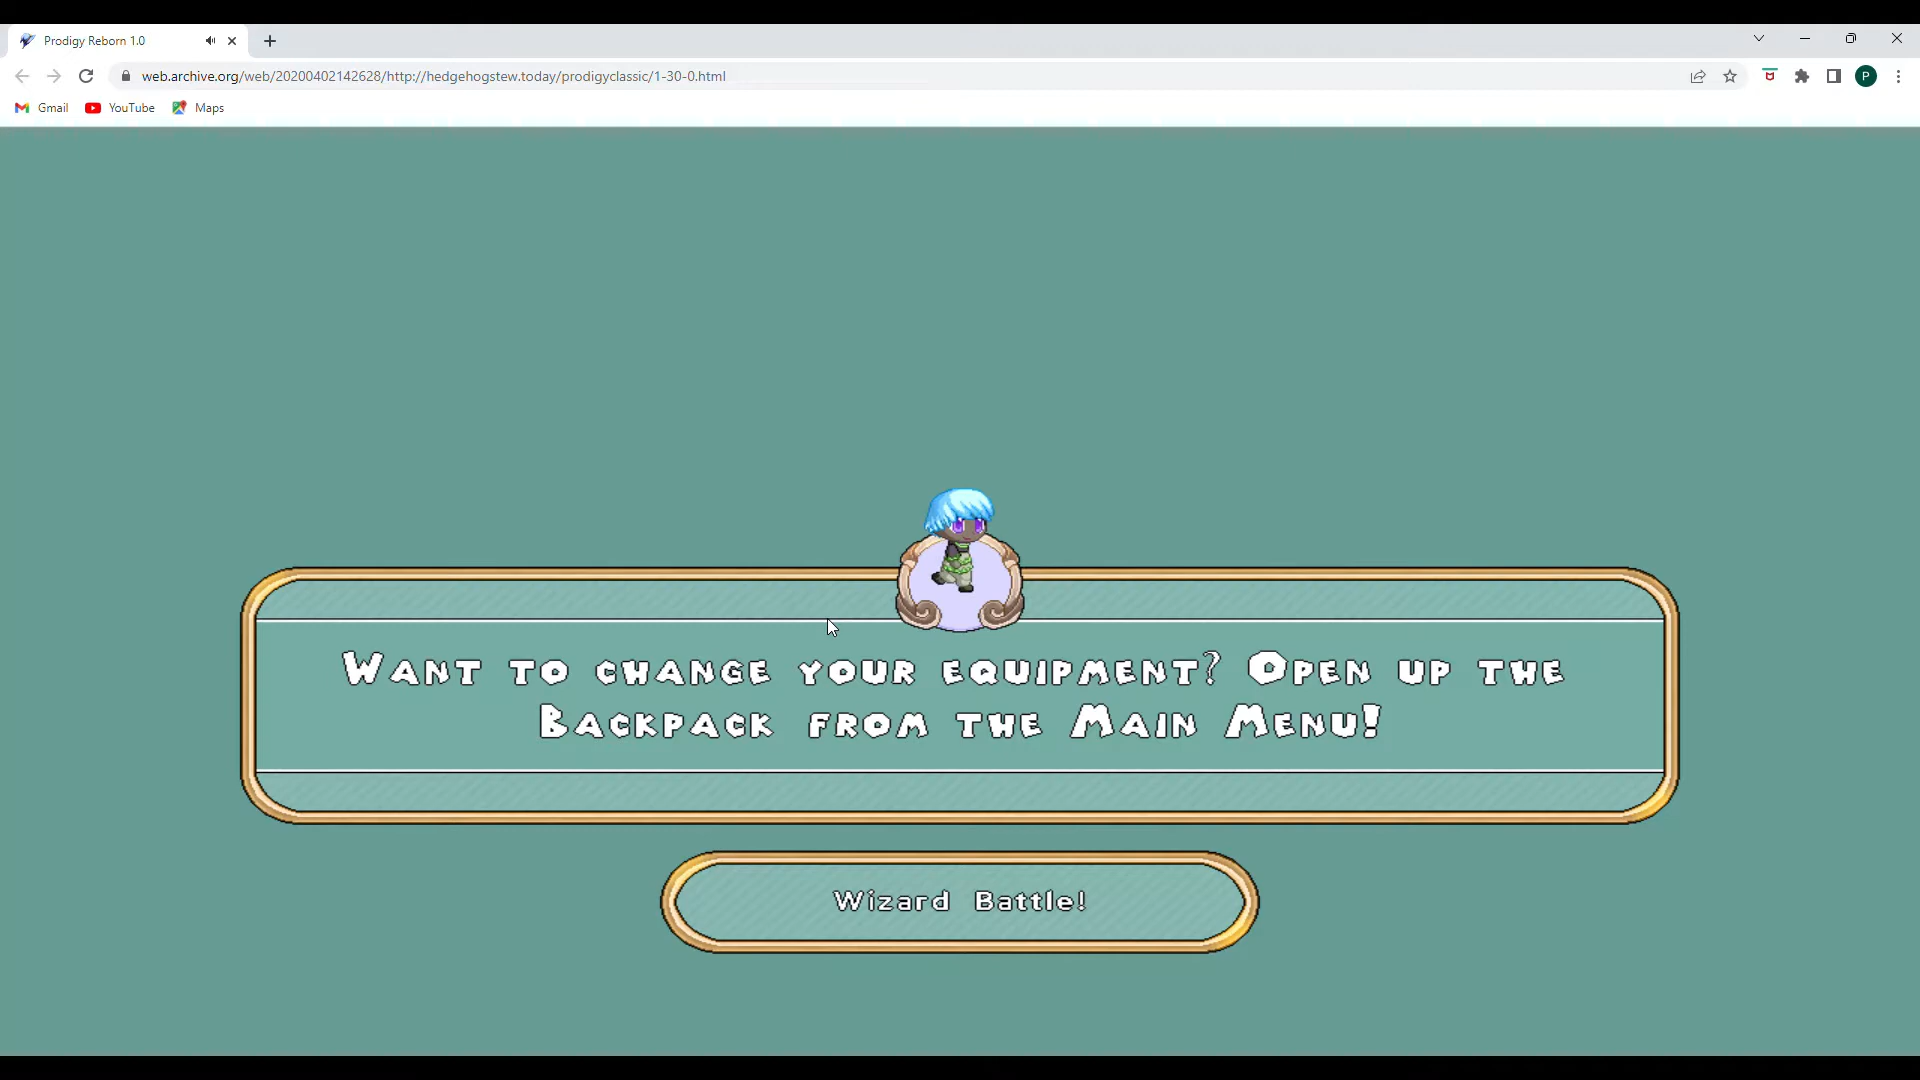 Prodigy Reborn 1.0
web.archive.org/web/20200402142628/http://hedgehogstew.today/prodigyclassic/1-30-0.html
P
Gmail YouTube Maps
Want to change your equipment? Open up the
Backpack from the Main Menu!
Wizard Battle!